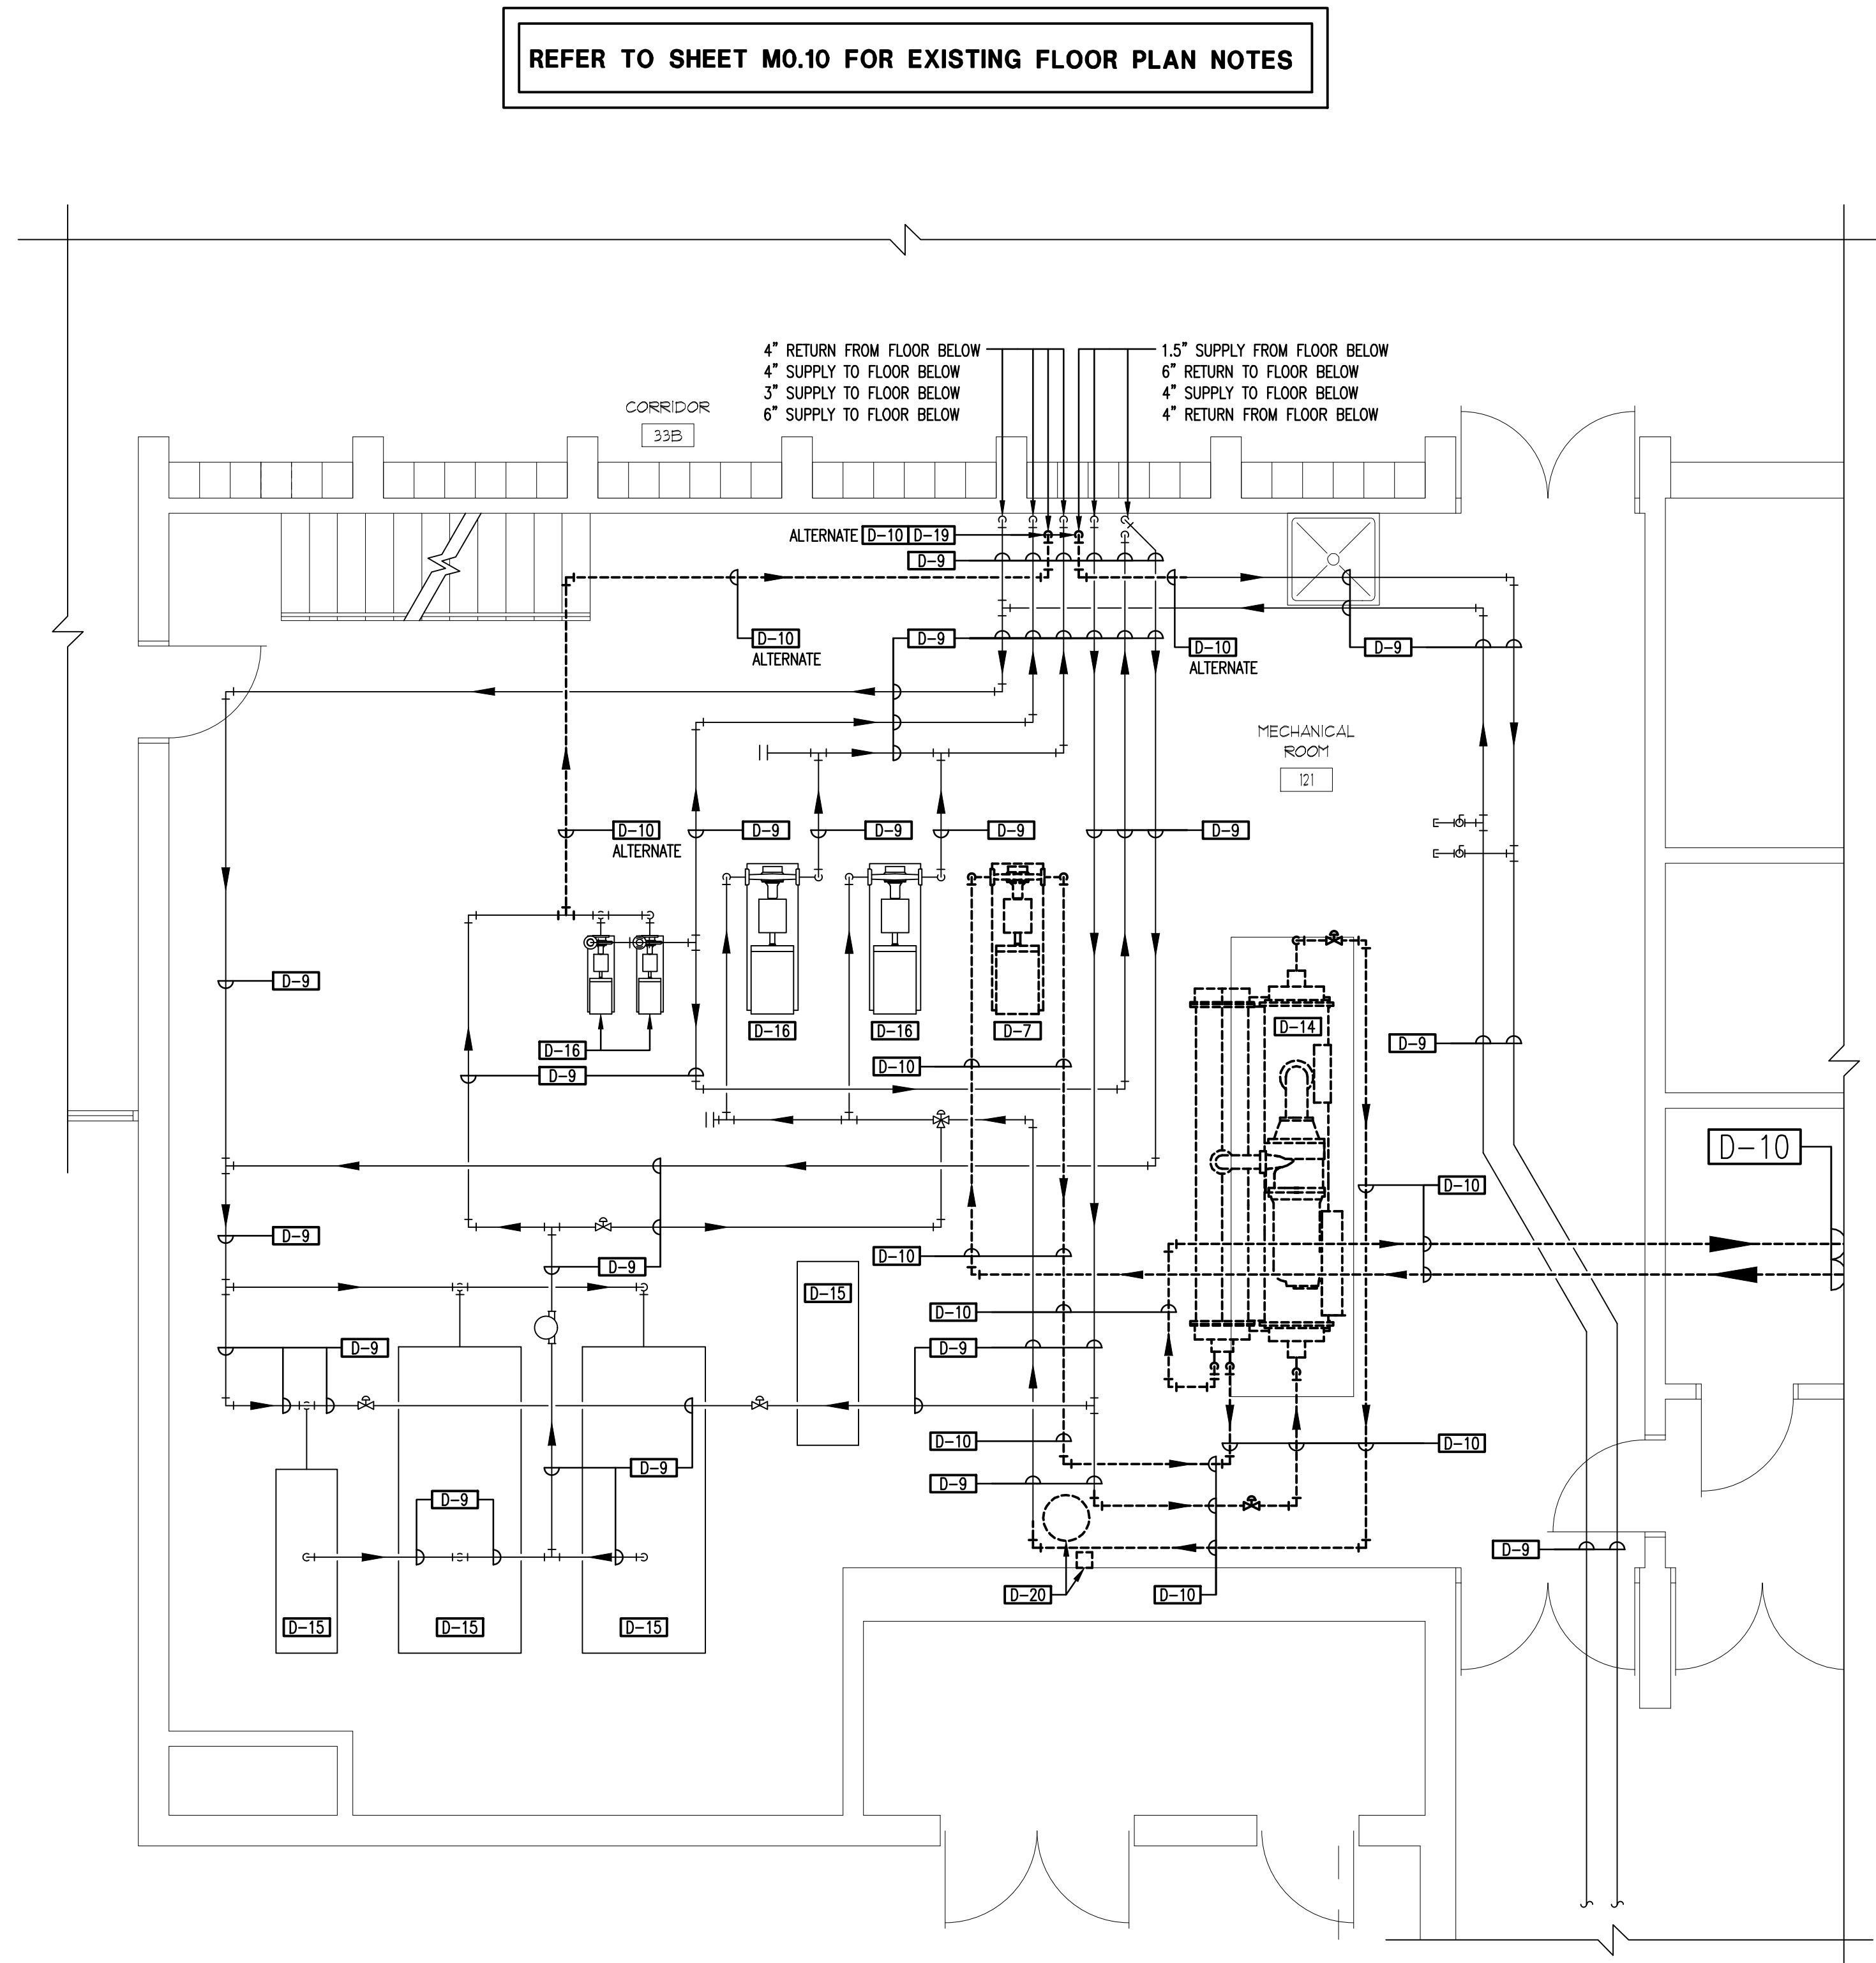 REFER TO SHEET M0.10 FOR EXISTING FLOOR PLAN NOTES
4" RETURN FROM FLOOR BELOW
4" SUPPLY TO FLOOR BELOW
3" SUPPLY TO FLOOR BELOW
6" SUPPLY TO FLOOR BELOW
1.5" SUPPLY FROM FLOOR BELOW
6" RETURN TO FLOOR BELOW
4" SUPPLY TO FLOOR BELOW
4" RETURN FROM FLOOR BELOW
CORRIDOR
33B
ALTERNATE D-10 D-19
D-9
D-10
ALTERNATE
D-9
D-10
ALTERNATE
D-9
MECHANICAL
ROOM
121
D-10
ALTERNATE
D-9
D-9
D-9
D-9
D-9
D-16
D-16
D-7
D-14
D-16
D-9
D-10
D-9
D-10
D-10
D-9
D-9
D-10
D-15
D-10
D-9
D-9
D-10
D-10
D-9
D-9
D-9
D-9
D-20
D-10
D-15
D-15
D-15